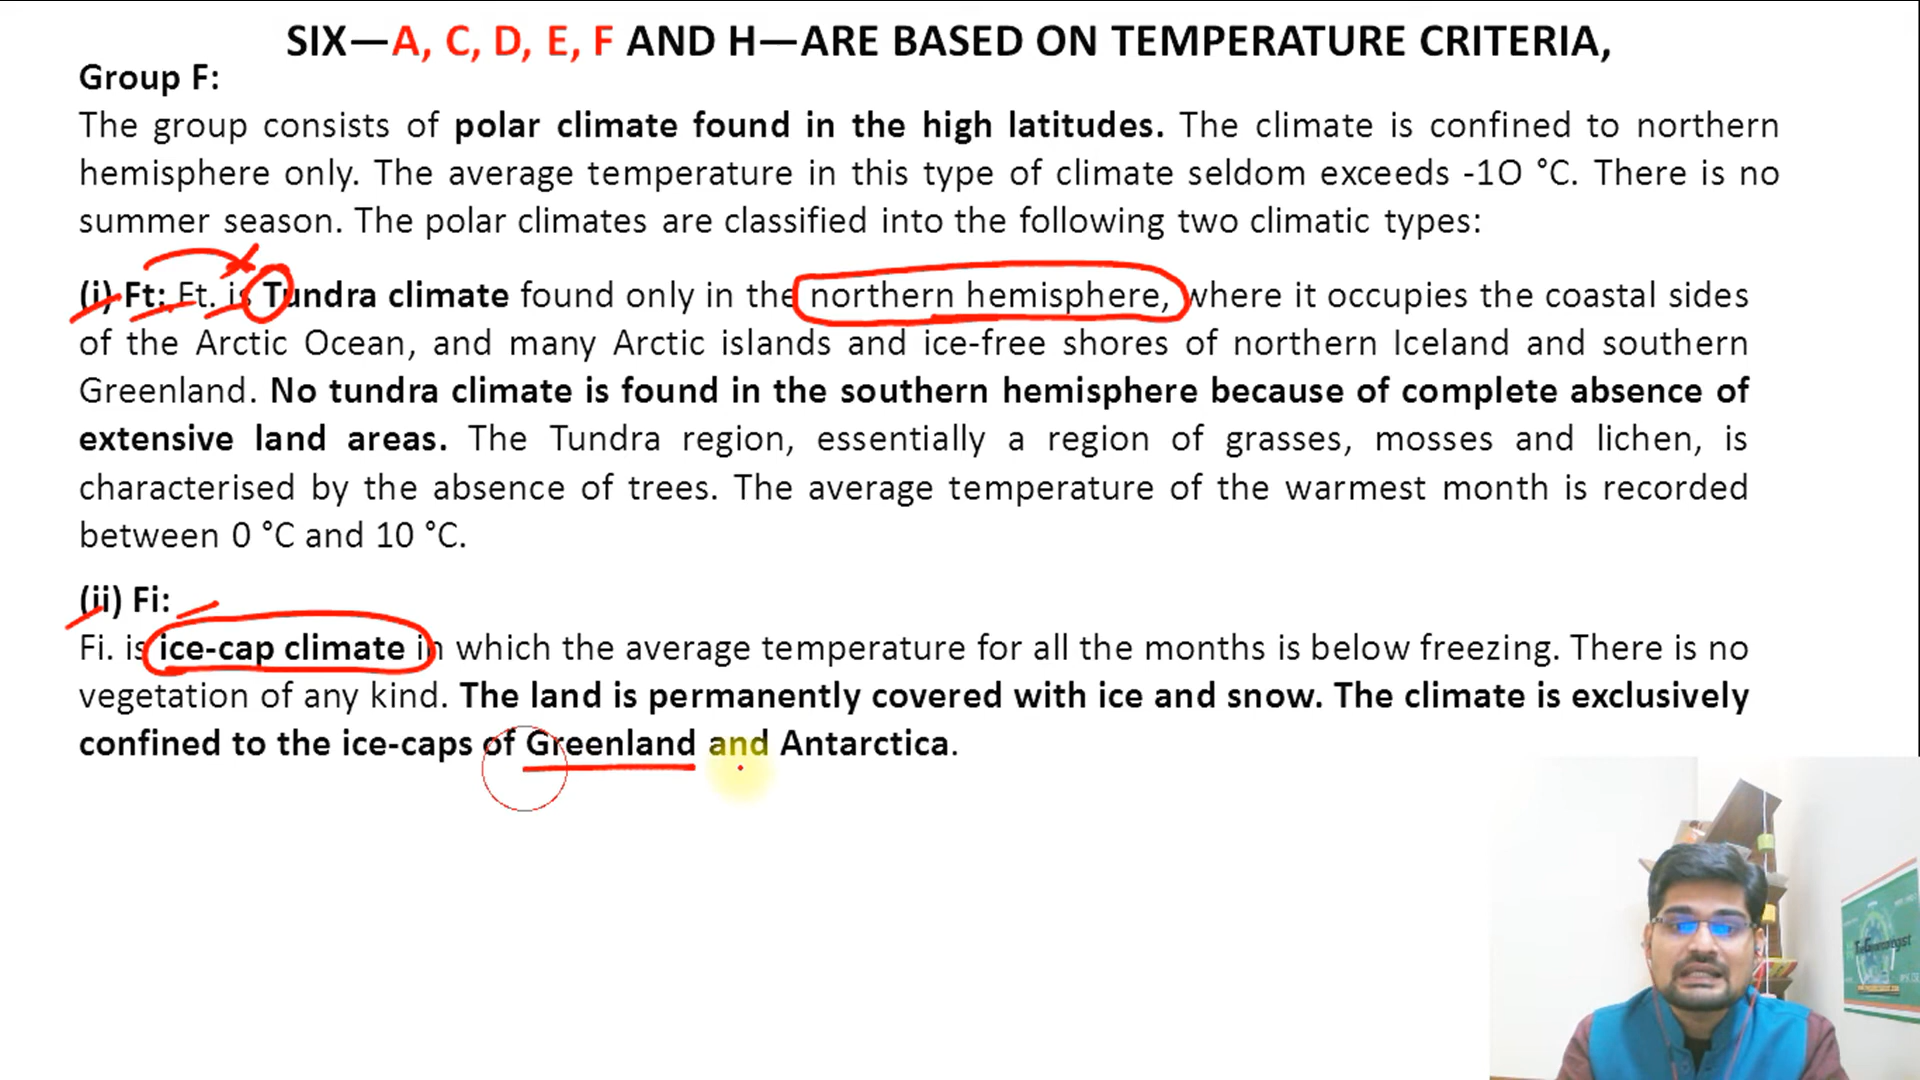 SIX—A, C, D, E, F AND H—ARE BASED ON TEMPERATURE CRITERIA,
Group F:
The group consists of polar climate found in the high latitudes. The climate is confined to northern
hemisphere only. The average temperature in this type of climate seldom exceeds -1O °C. There is no
summer season. The polar climates are classified into the following two climatic types:
(i) Ft: Ft. is Tundra climate found only in the northern hemisphere, where it occupies the coastal sides
of the Arctic Ocean, and many Arctic islands and ice-free shores of northern Iceland and southern
Greenland. No tundra climate is found in the southern hemisphere because of complete absence of
extensive land areas. The Tundra region, essentially a region of grasses, mosses and lichen, is
characterised by the absence of trees. The average temperature of the warmest month is recorded
between 0 °C and 10 °C.
(ii) Fi:
Fi. is ice-cap climate in which the average temperature for all the months is below freezing. There is no
vegetation of any kind. The land is permanently covered with ice and snow. The climate is exclusively
confined to the ice-caps of Greenland and Antarctica.